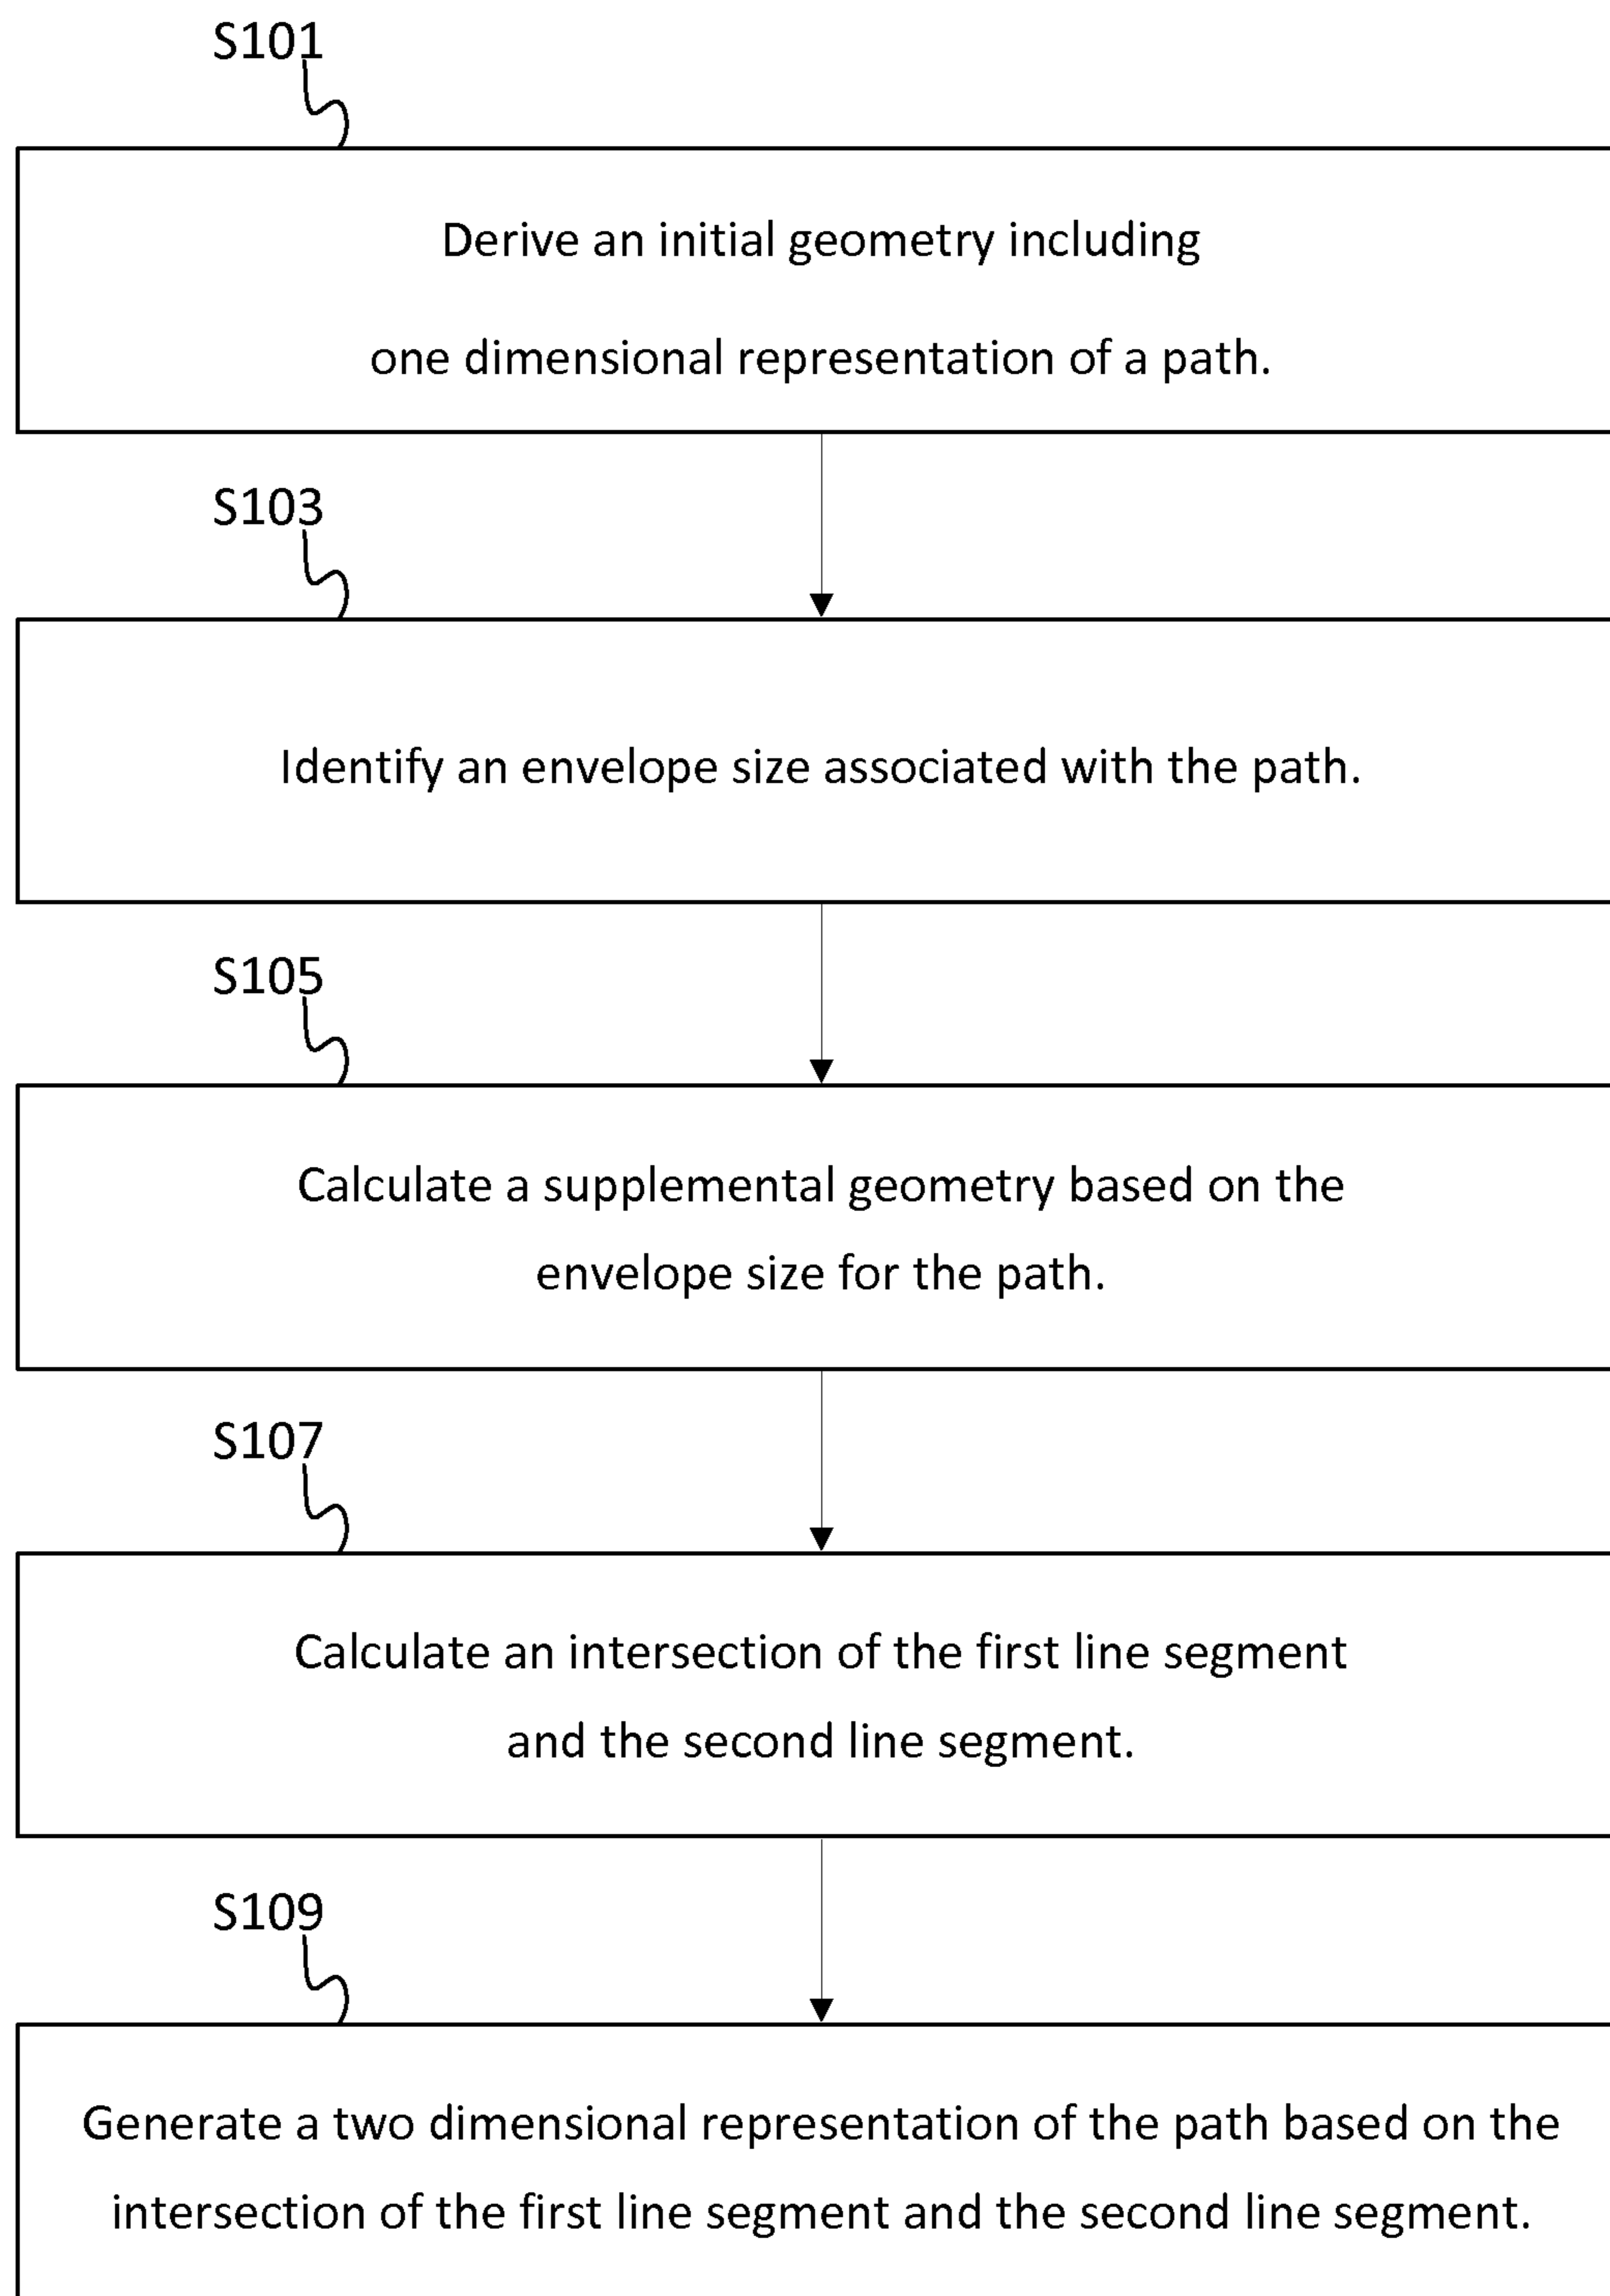 S101
Derive an initial geometry including
one dimensional representation of a path.
S103
Identify an envelope size associated with the path.
S105
Calculate a supplemental geometry based on the
envelope size for the path.
S107
Calculate an intersection of the first line segment
and the second line segment.
S109
Generate a two dimensional representation of the path based on the
intersection of the first line segment and the second line segment.